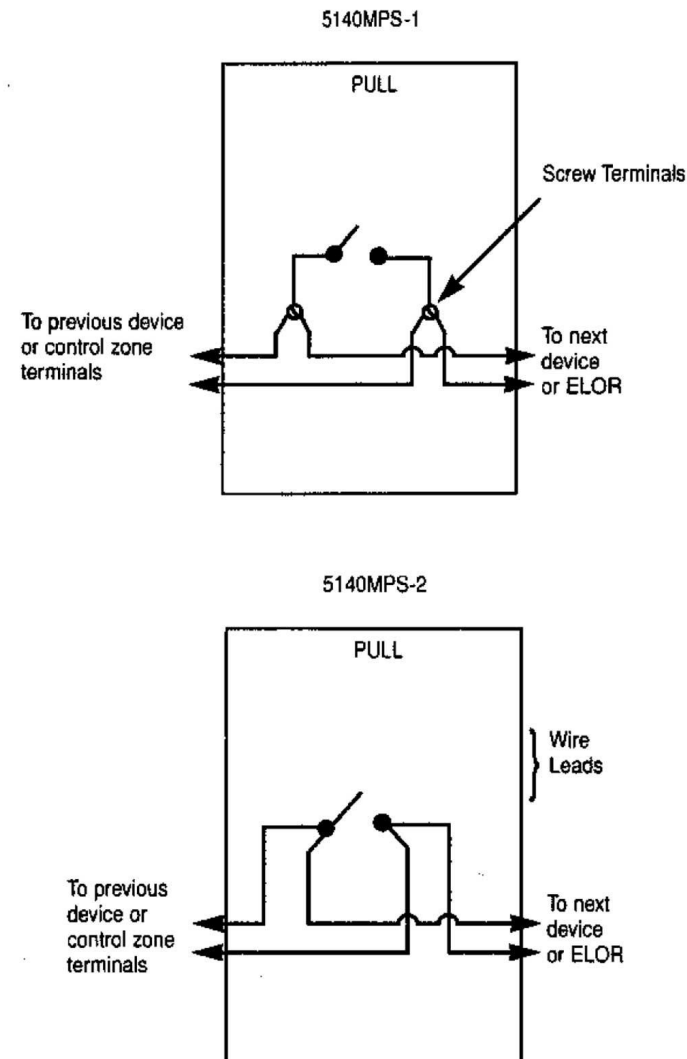 5140MPS-1
PULL
Screw Terminals
To previous device
or control zone
terminals
To next
device
or ELOR
5140MPS-2
PULL
Wire
Leads
To previous
device or
control zone
terminals
To next
device
or ELOR